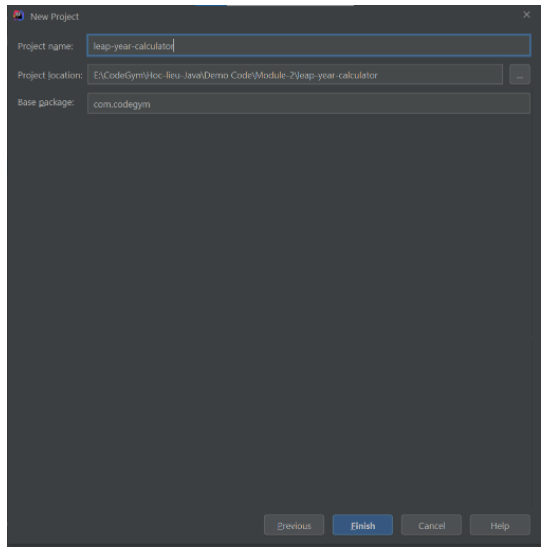 New Project
Project name: leap-year-calculator
Project location: E:\CodeGym\Hoc-lieu-Java\Demo Code\Module-2\leap-year-calculator ...
Base package: com.codegym
Previous Finish Cancel Help